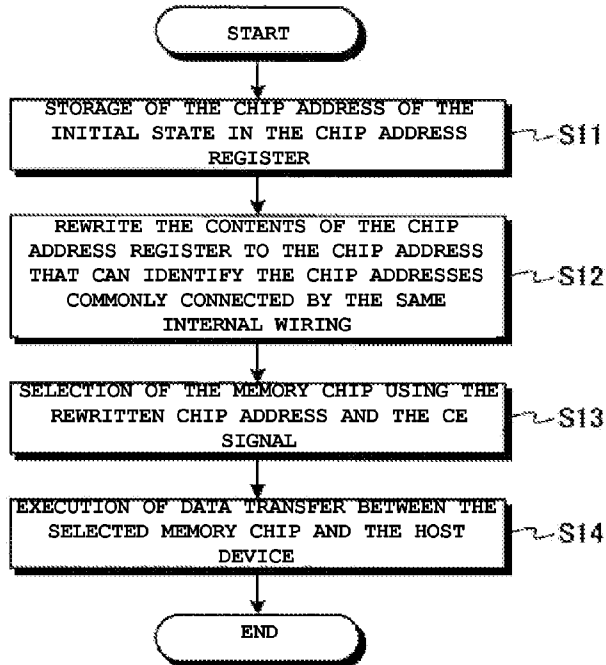 START
STORAGE OF THE CHIP ADDRESS OF THE
INITIAL STATE IN THE CHIP ADDRESS
REGISTER
S11
REWRITE THE CONTENTS OF THE CHIP
ADDRESS REGISTER TO THE CHIP ADDRESS
THAT CAN IDENTIFY THE CHIP ADDRESSES
COMMONLY CONNECTED BY THE SAME
INTERNAL WIRING
S12
SELECTION OF THE MEMORY CHIP USING THE
REWRITTEN CHIP ADDRESS AND THE CE
SIGNAL
S13
EXECUTION OF DATA TRANSFER BETWEEN THE
SELECTED MEMORY CHIP AND THE HOST
DEVICE
S14
END